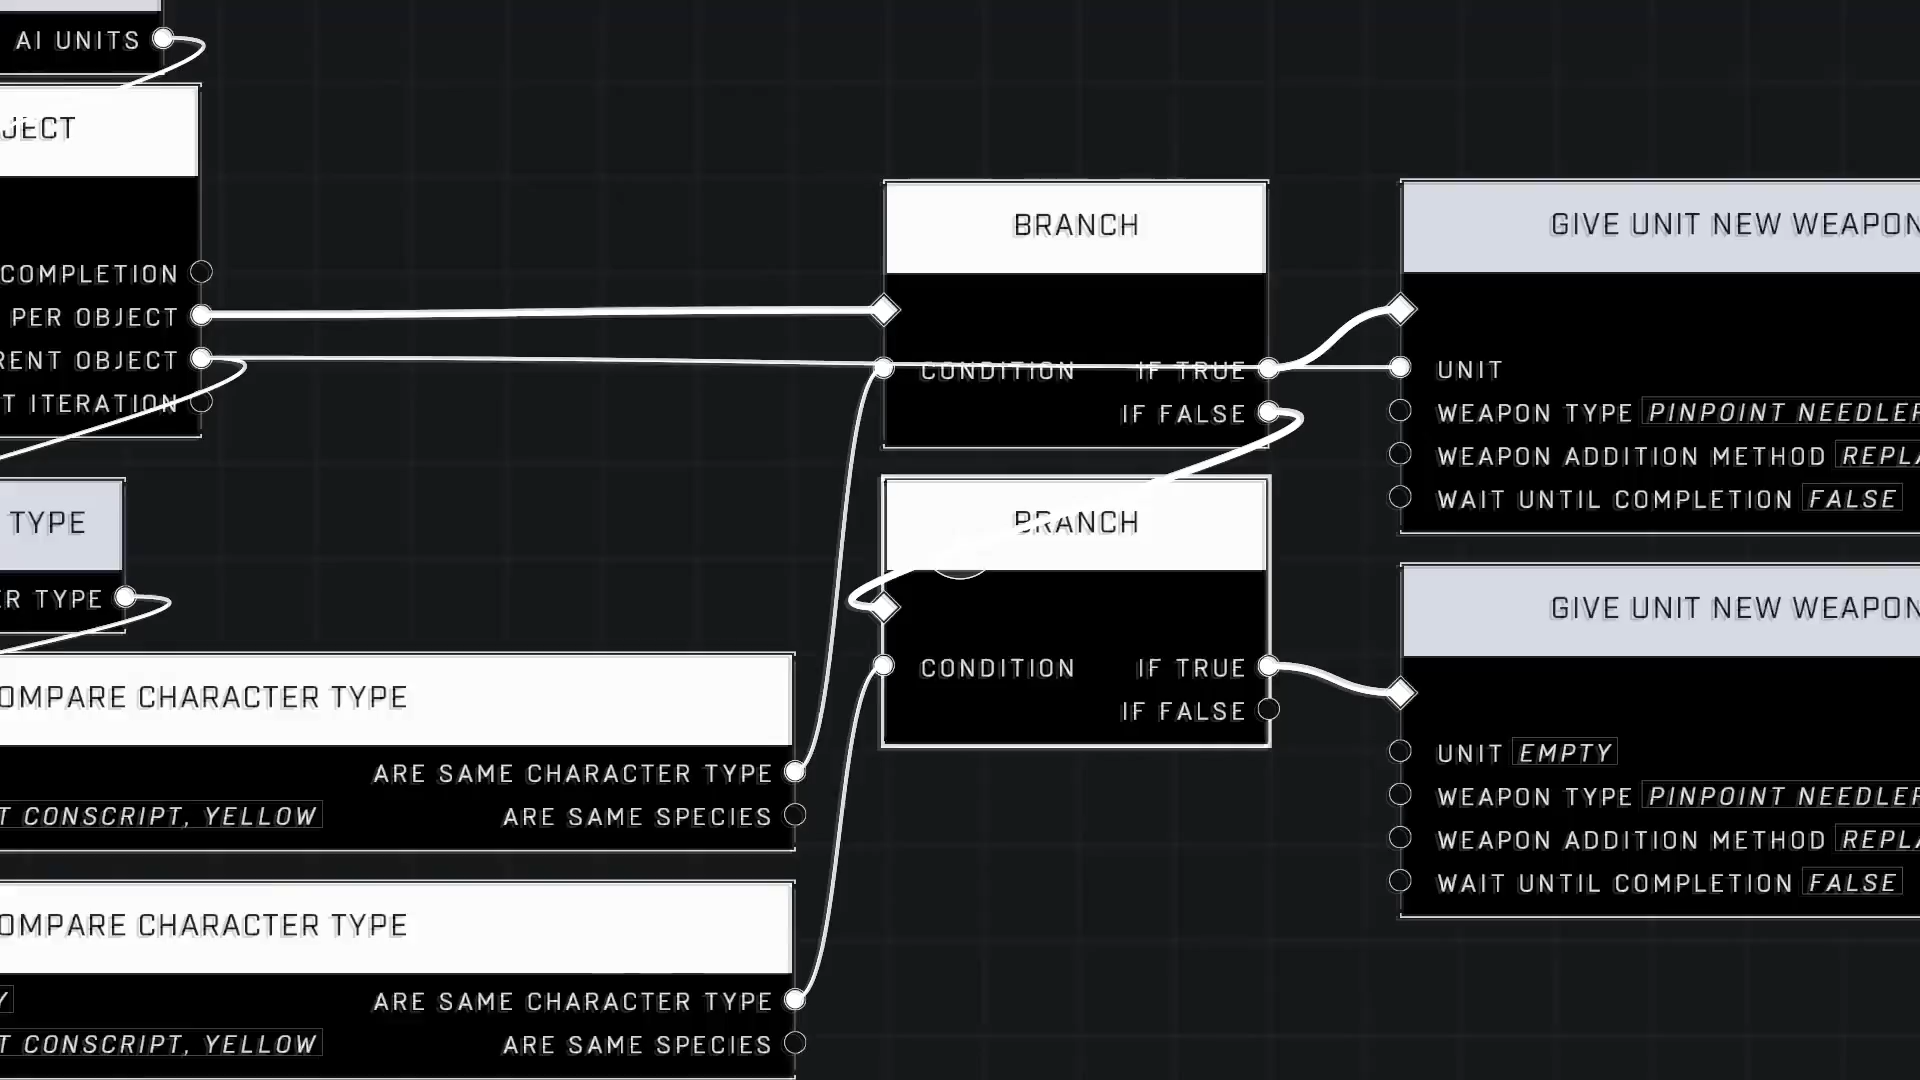 AI UNITS
JECT
COMPLETION
PER OBJECT
RENT OBJECT
T ITERATION
TYPE
ER TYPE
OMPARE CHARACTER TYPE
ARE SAME CHARACTER TYPE
T CONSCRIPT, YELLOW
ARE SAME SPECIES
OMPARE CHARACTER TYPE
Y
ARE SAME CHARACTER TYPE
T CONSCRIPT, YELLOW
ARE SAME SPECIES
BRANCH
CONDITION IF TRUE
IF FALSE
BRANCH
CONDITION IF TRUE
IF FALSE
GIVE UNIT NEW WEAPON
UNIT
WEAPON TYPE PINPOINT NEEDLER
WEAPON ADDITION METHOD REPLA
WAIT UNTIL COMPLETION FALSE
GIVE UNIT NEW WEAPON
UNIT EMPTY
WEAPON TYPE PINPOINT NEEDLER
WEAPON ADDITION METHOD REPLA
WAIT UNTIL COMPLETION FALSE